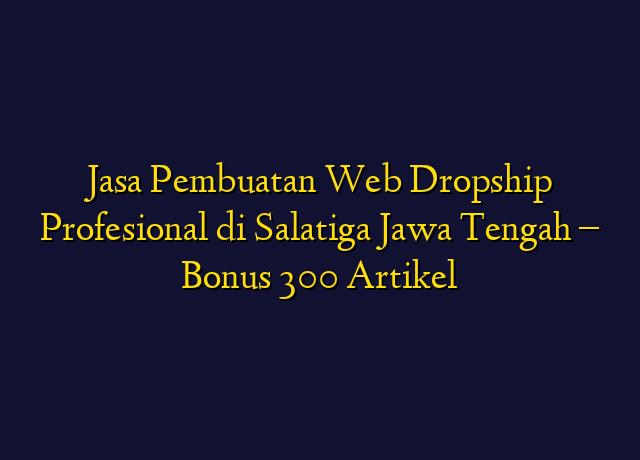 Jasa Pembuatan Web Dropship
Profesional di Salatiga Jawa Tengah –
Bonus 300 Artikel